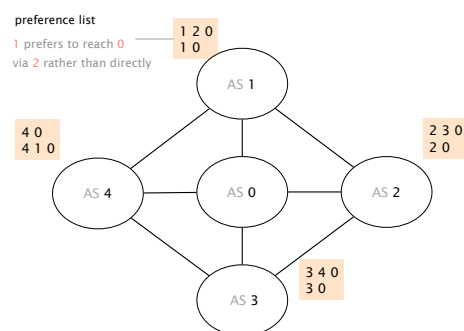 preference list
1 prefers to reach 0
via 2 rather than directly
1 2 0
1 0
AS 1
4 0
4 1 0
2 3 0
2 0
AS 4
AS 0
AS 2
3 4 0
3 0
AS 3